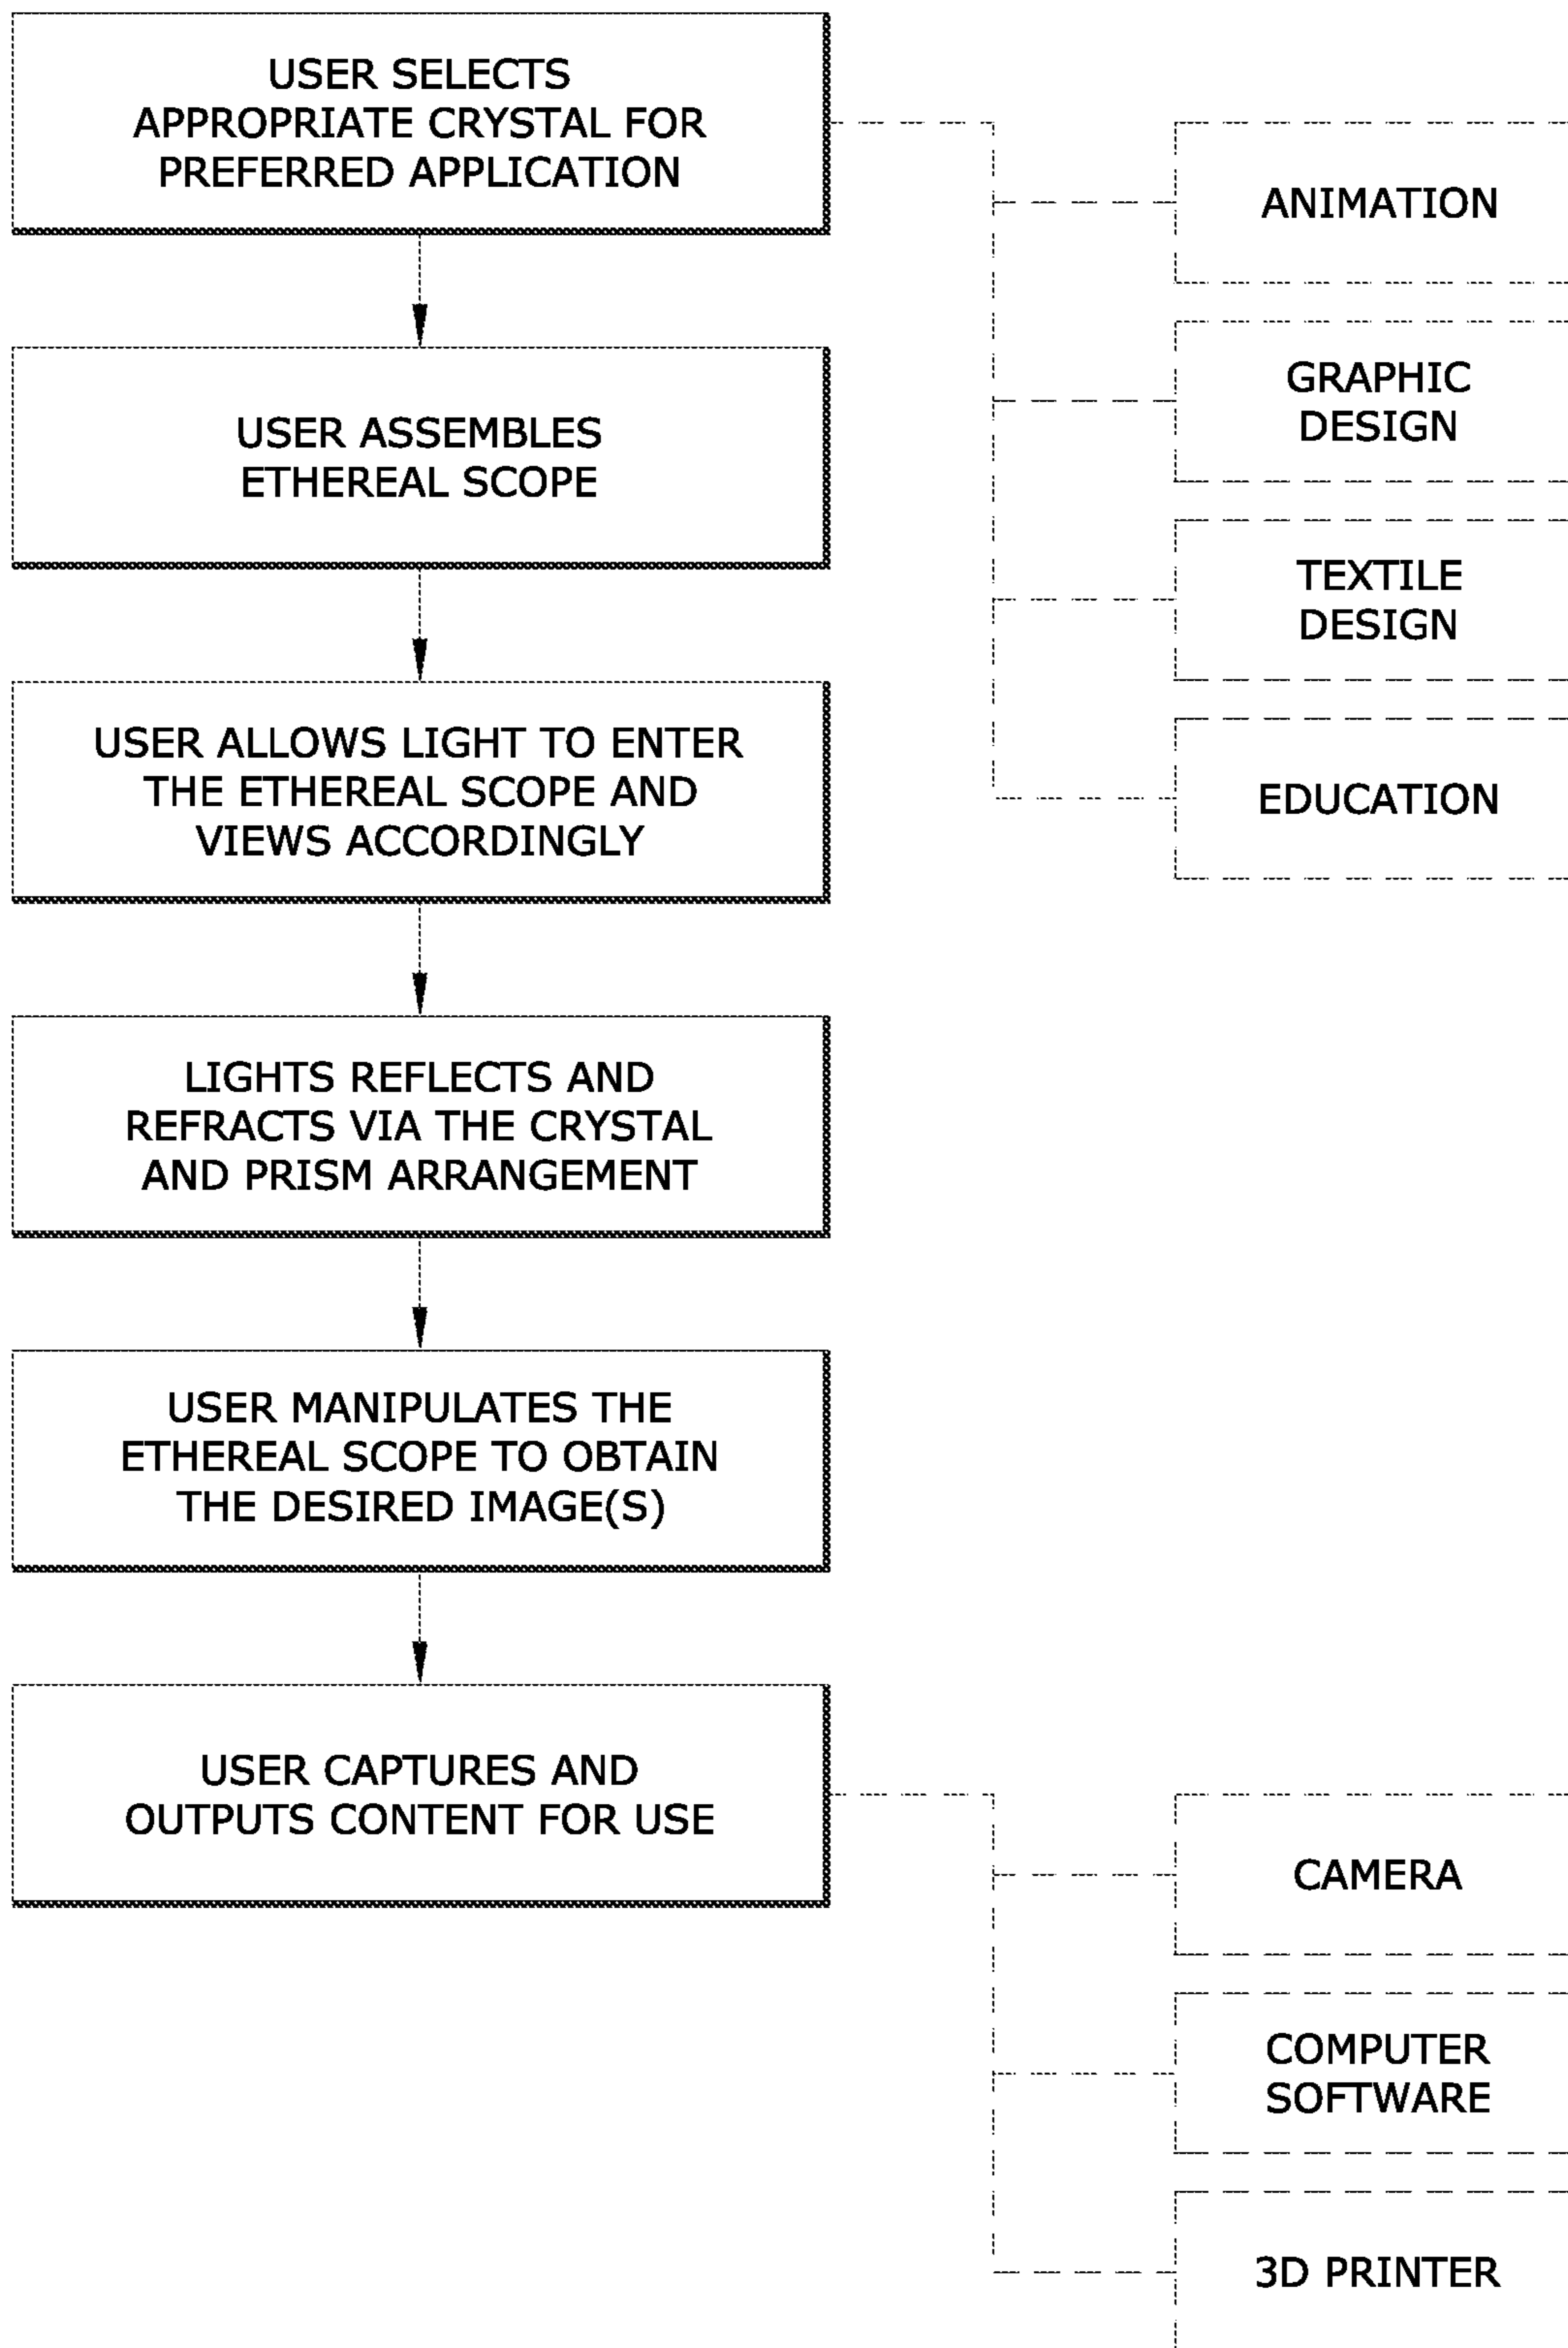 USER SELECTS
APPROPRIATE CRYSTAL FOR
PREFERRED APPLICATION
ANIMATION
GRAPHIC
DESIGN
TEXTILE
DESIGN
EDUCATION
USER ASSEMBLES
ETHEREAL SCOPE
USER ALLOWS LIGHT TO ENTER
THE ETHEREAL SCOPE AND
VIEWS ACCORDINGLY
LIGHTS REFLECTS AND
REFRACTS VIA THE CRYSTAL
AND PRISM ARRANGEMENT
USER MANIPULATES THE
ETHEREAL SCOPE TO OBTAIN
THE DESIRED IMAGE(S)
USER CAPTURES AND
OUTPUTS CONTENT FOR USE
CAMERA
COMPUTER
SOFTWARE
3D PRINTER